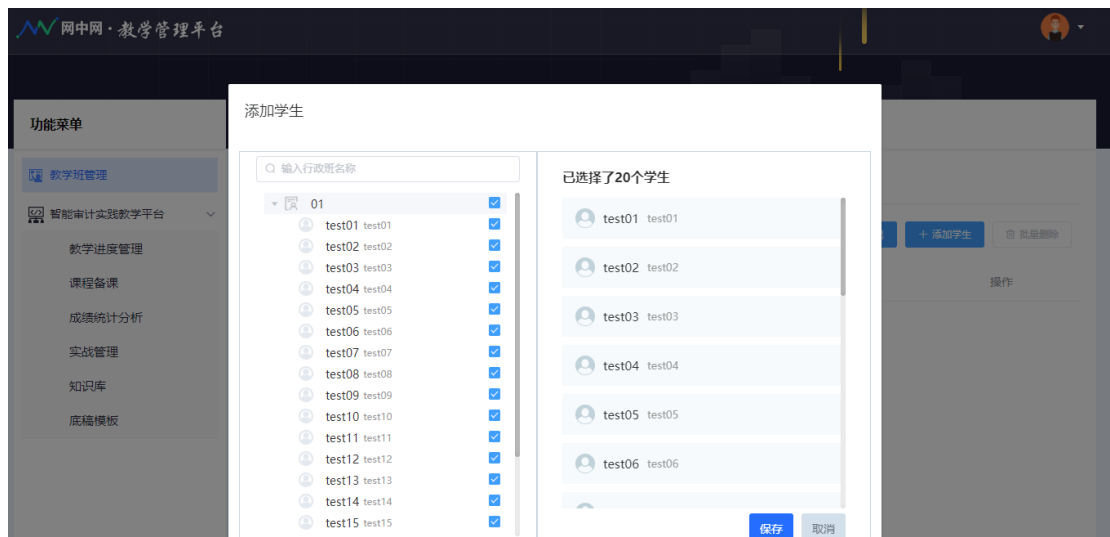 网中网·教学管理平台
添加学生
功能菜单
教学班管理
智能审计实践教学平台
教学进度管理
课程备课
成绩统计分析
实战管理
知识库
底稿模板
输入行政班名称
01
test01 test01
test02 test02
test03 test03
test04 test04
test05 test05
test06 test06
test07 test07
test08 test08
test09 test09
test10 test10
test11 test11
test12 test12
test13 test13
test14 test14
test15 test15
已选择了20个学生
test01 test01
test02 test02
test03 test03
test04 test04
test05 test05
test06 test06
保存 取消
+ 添加学生 批量删除
操作